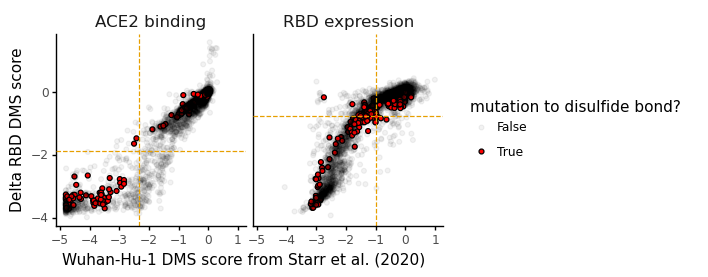 ACE2 binding RBD expression
Delta RBD DMS score
0
−2
−4
mutation to disulfide bond?
False
True
−5 −4 −3 −2 −1 0 1 −5 −4 −3 −2 −1 0 1
Wuhan-Hu-1 DMS score from Starr et al. (2020)